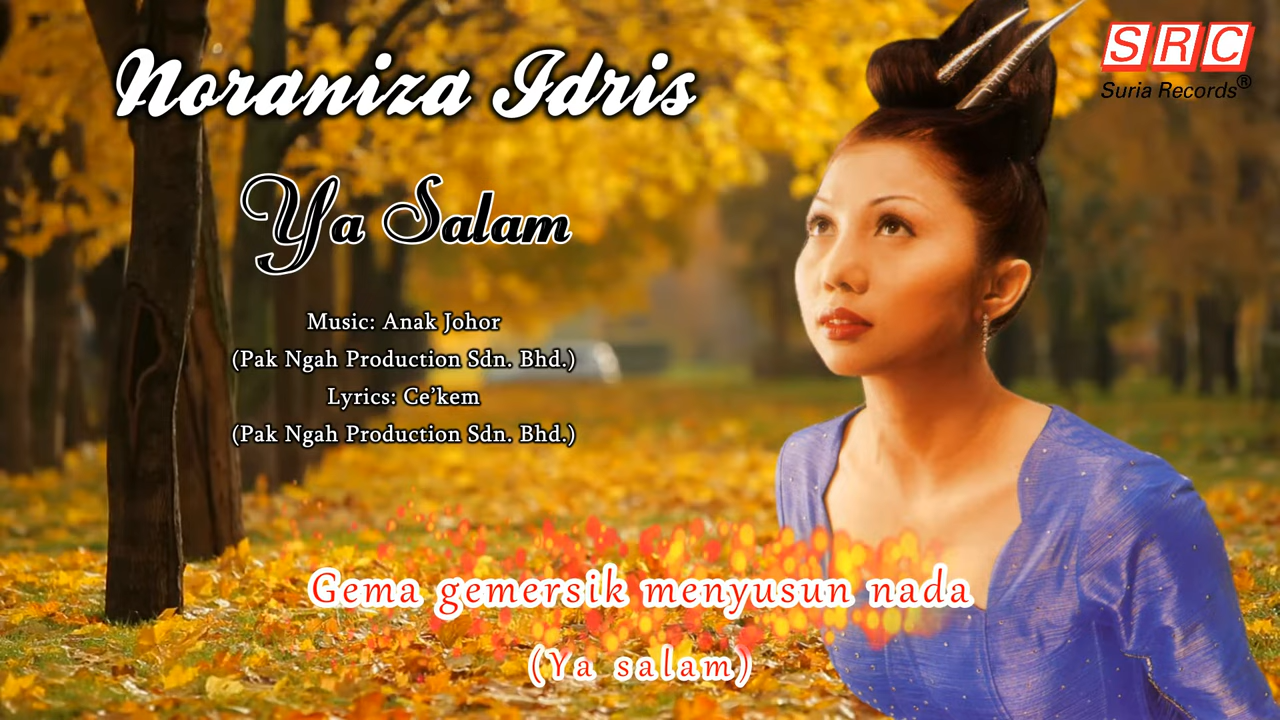 Noraniza Idris
SRC
Suria Records®
Ya Salam
Music: Anak Johor
(Pak Ngah Production Sdn. Bhd.)
Lyrics: Ce’kem
(Pak Ngah Production Sdn. Bhd.)
Gema gemersik menyusun nada
(Ya salam)